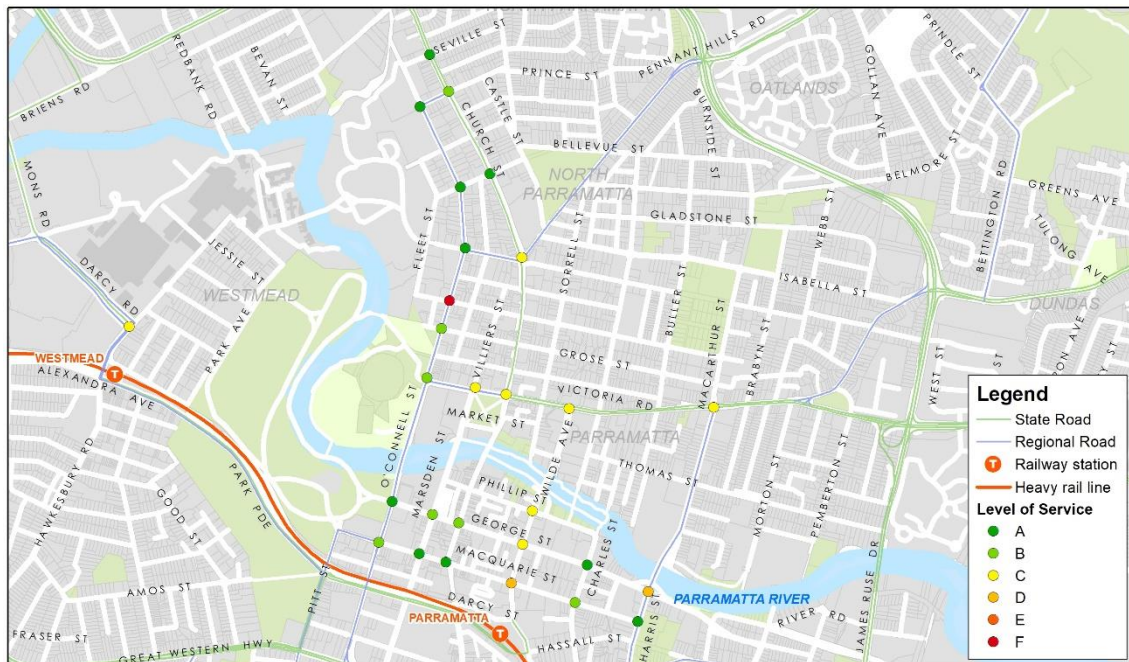 SEVILLE ST
PENNANT HILLS RD
PRINDLE ST
REDBANK RD
BEVAN ST
PRINCE ST
GOLLAN AVE
BRIENS RD
CASTLE ST
OATLANDS
CHURCH ST
BURNSIDE ST
BELLEVUE ST
BELMORE ST
NORTH
PARRAMATTA
BETTINGTON RD
GREENS AVE
MONS RD
FLEET ST
GLADSTONE ST
WEBB ST
TULONG AVE
JESSIE ST
SORRELL ST
DARCY RD
WESTMEAD
BULLER ST
ISABELLA ST
DUNDAS
PARK AVE
VILLIERS ST
MACARTHUR ST
BRABYN ST
WESTMEAD
T
GROSE ST
WEST ST
ALEXANDRA AVE
VICTORIA RD
O'CONNELL ST
MARKET ST
PARRAMATTA
WILDE AVE
THOMAS ST
HAWKESBURY RD
MARSDEN ST
PHILLIP ST
MORTON ST
PEMBERTON ST
GOOD ST
PARK PDE
GEORGE ST
MACQUARIE ST
CHARLES ST
JAMES RUSE DR
AMOS ST
PITT ST
DARCY ST
PARRAMATTA RIVER
PARRAMATTA
T
HARRIS ST
RIVER RD
FRASER ST
HASSALL ST
GREAT WESTERN HWY
Legend
State Road
Regional Road
T Railway station
Heavy rail line
Level of Service
A
B
C
D
E
F